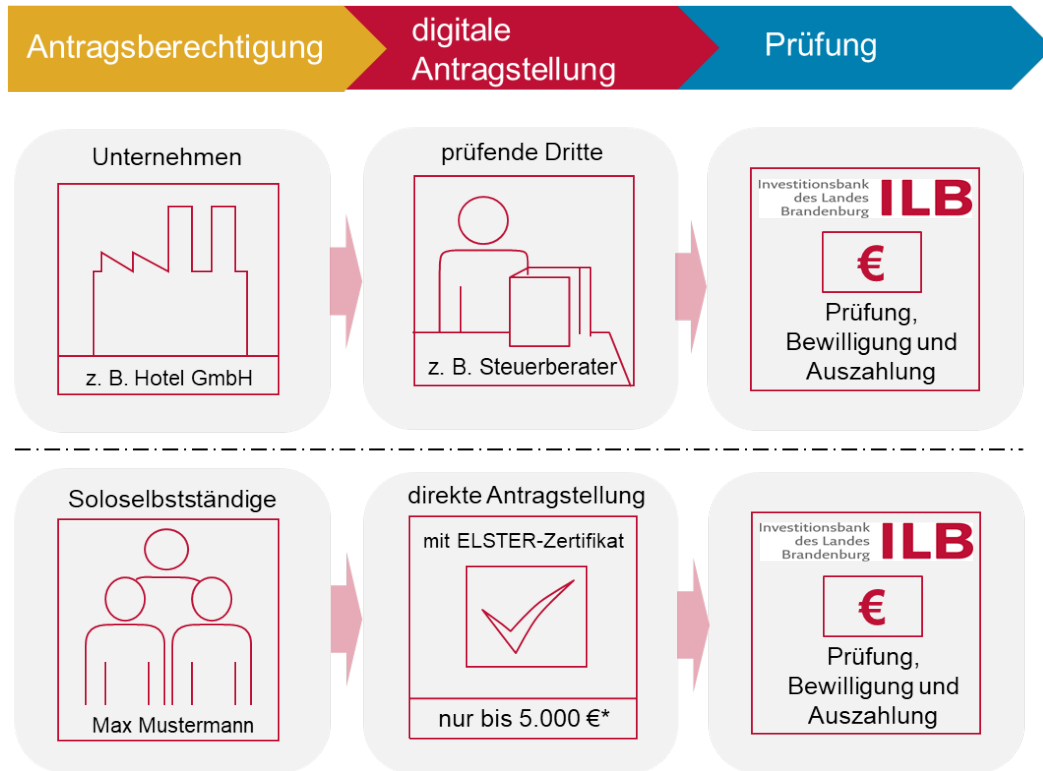 Antragsberechtigung
digitale
Antragstellung
Prüfung
Unternehmen
z. B. Hotel GmbH
prüfende Dritte
z. B. Steuerberater
Investitionsbank
des Landes
Brandenburg
ILB
€
Prüfung,
Bewilligung und
Auszahlung
Soloselbstständige
Max Mustermann
direkte Antragstellung
mit ELSTER-Zertifikat
nur bis 5.000 €*
Investitionsbank
des Landes
Brandenburg
ILB
€
Prüfung,
Bewilligung und
Auszahlung